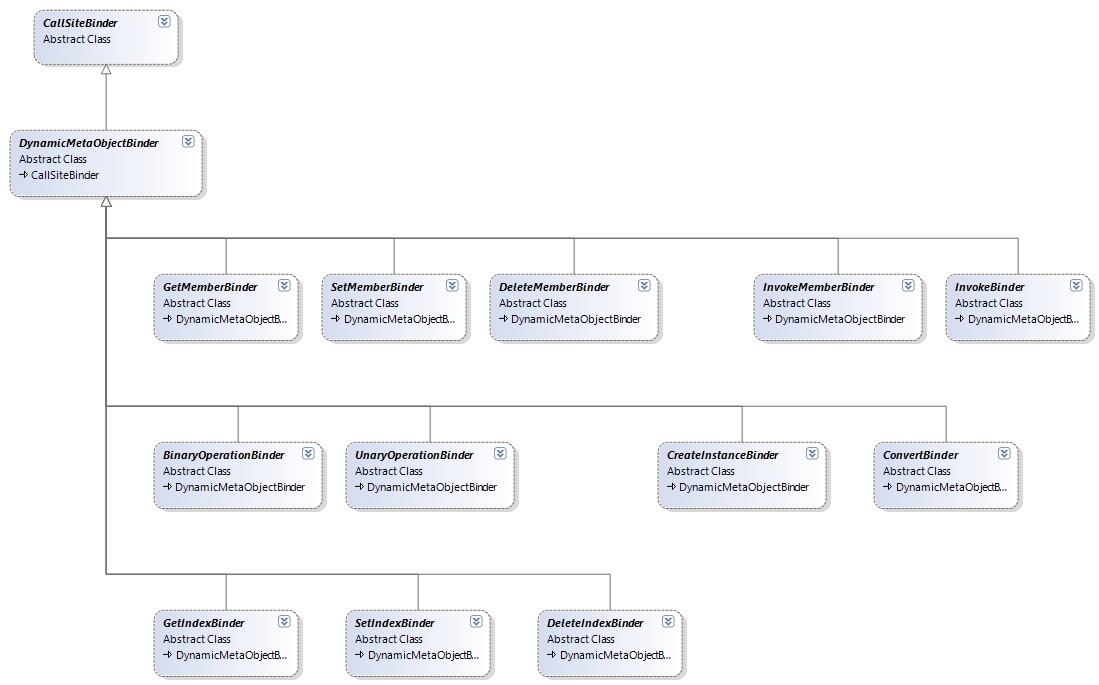 CallSiteBinder
Abstract Class
DynamicMetaObjectBinder
Abstract Class
CallSiteBinder
GetMemberBinder
Abstract Class
DynamicMetaObjectB...
SetMemberBinder
Abstract Class
DynamicMetaObjectB...
DeleteMemberBinder
Abstract Class
DynamicMetaObjectBinder
InvokeMemberBinder
Abstract Class
DynamicMetaObjectBinder
InvokeBinder
Abstract Class
DynamicMetaObjectB...
BinaryOperationBinder
Abstract Class
DynamicMetaObjectBinder
UnaryOperationBinder
Abstract Class
DynamicMetaObjectBinder
CreateInstanceBinder
Abstract Class
DynamicMetaObjectBinder
ConvertBinder
Abstract Class
DynamicMetaObjectB...
GetIndexBinder
Abstract Class
DynamicMetaObjectB...
SetIndexBinder
Abstract Class
DynamicMetaObjectB...
DeleteIndexBinder
Abstract Class
DynamicMetaObjectB...